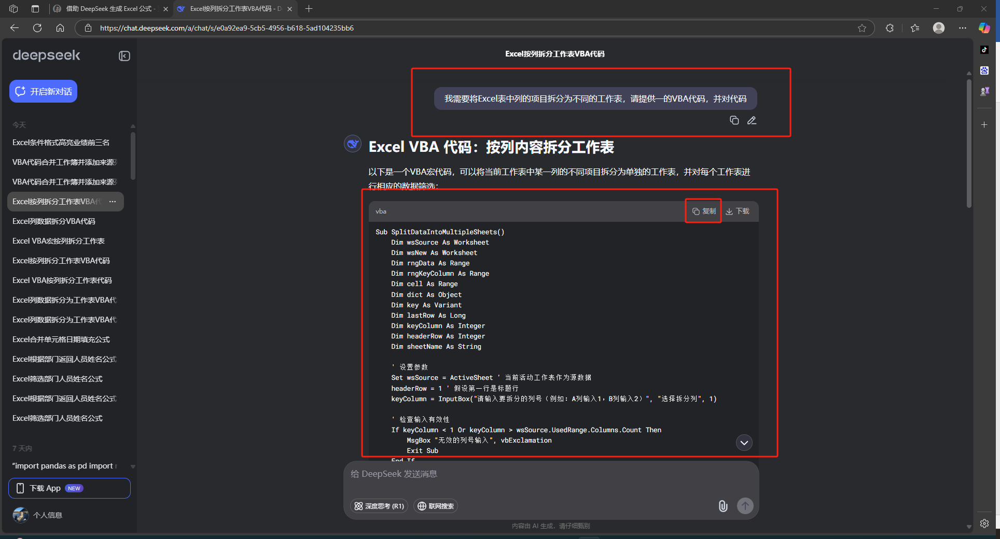 借助 DeepSeek 生成 Excel 公式 -
Excel按列拆分工作表VBA代码 - D
https://chat.deepseek.com/a/chat/s/e0a92ea9-5cb5-4956-b618-5ad104235bb6
deepseek
开启新对话
今天
Excel条件格式高亮业绩前三名
VBA代码合并工作簿并添加来源列
VBA代码合并工作簿并添加来源列
Excel按列拆分工作表VBA代
Excel列数据拆分VBA代码
Excel VBA宏按列拆分工作表
Excel按列拆分工作表VBA代码
Excel VBA按列拆分工作表代码
Excel列数据拆分为工作表VBA代
Excel列数据拆分为工作表VBA代
Excel合并单元格日期填充公式
Excel根据部门返回人员姓名公式
Excel筛选部门人员姓名公式
Excel根据部门返回人员姓名公式
Excel筛选部门人员姓名公式
7 天内
“import pandas as pd import
下载 App NEW
个人信息
Excel按列拆分工作表VBA代码
我需要将Excel表中列的项目拆分为不同的工作表，请提供一的VBA代码，并对代码
Excel VBA 代码：按列内容拆分工作表
以下是一个VBA宏代码，可以将当前工作表中某一列的不同项目拆分为单独的工作表，并对每个工作表进
行相应的数据筛选：
vba
复制
下载
Sub SplitDataIntoMultipleSheets()
Dim wsSource As Worksheet
Dim wsNew As Worksheet
Dim rngData As Range
Dim rngKeyColumn As Range
Dim cell As Range
Dim dict As Object
Dim key As Variant
Dim lastRow As Long
Dim keyColumn As Integer
Dim headerRow As Integer
Dim sheetName As String
' 设置参数
Set wsSource = ActiveSheet ' 当前活动工作表作为源数据
headerRow = 1 ' 假设第一行是标题行
keyColumn = InputBox("请输入要拆分的列号（例如：A列输入1，B列输入2）", "选择拆分列", 1)
' 检查输入有效性
If keyColumn < 1 Or keyColumn > wsSource.UsedRange.Columns.Count Then
MsgBox "无效的列号输入", vbExclamation
Exit Sub
End If
给 DeepSeek 发送消息
深度思考 (R1)
联网搜索
内容由 AI 生成，请仔细甄别